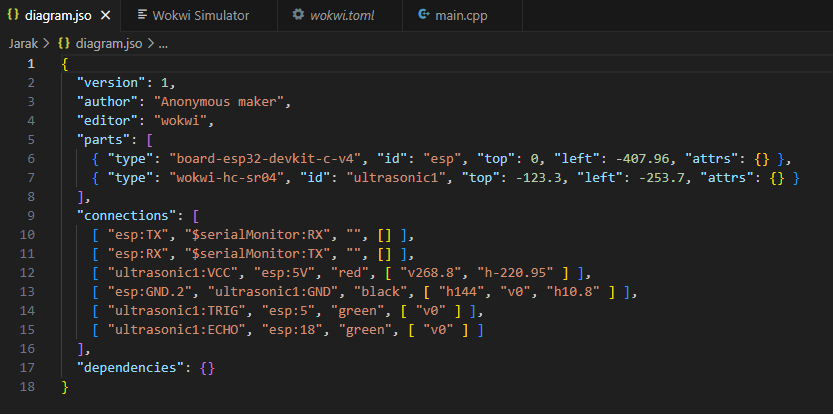 {} diagram.jso × Wokwi Simulator wokwi.toml main.cpp
Jarak > {} diagram.jso > ...
1 {
2 "version": 1,
3 "author": "Anonymous maker",
4 "editor": "wokwi",
5 "parts": [
6 { "type": "board-esp32-devkit-c-v4", "id": "esp", "top": 0, "left": -407.96, "attrs": {} },
7 { "type": "wokwi-hc-sr04", "id": "ultrasonic1", "top": -123.3, "left": -253.7, "attrs": {} }
8 ],
9 "connections": [
10 [ "esp:TX", "$serialMonitor:RX", "", [] ],
11 [ "esp:RX", "$serialMonitor:TX", "", [] ],
12 [ "ultrasonic1:VCC", "esp:5V", "red", [ "v268.8", "h-220.95" ] ],
13 [ "esp:GND.2", "ultrasonic1:GND", "black", [ "h144", "v0", "h10.8" ] ],
14 [ "ultrasonic1:TRIG", "esp:5", "green", [ "v0" ] ],
15 [ "ultrasonic1:ECHO", "esp:18", "green", [ "v0" ] ]
16 ],
17 "dependencies": {}
18 }